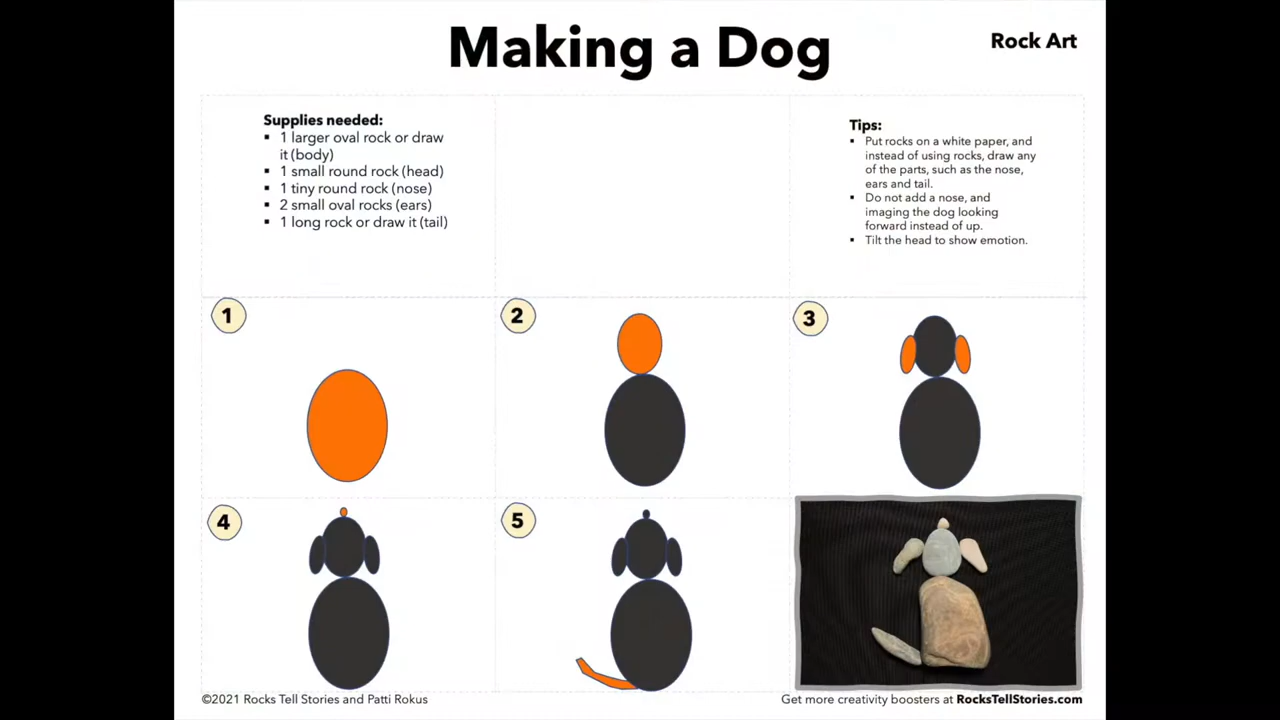 Making a Dog
Rock Art
Supplies needed:
▪ 1 larger oval rock or draw
it (body)
▪ 1 small round rock (head)
▪ 1 tiny round rock (nose)
▪ 2 small oval rocks (ears)
▪ 1 long rock or draw it (tail)
Tips:
▪ Put rocks on a white paper, and
instead of using rocks, draw any
of the parts, such as the nose,
ears and tail.
▪ Do not add a nose, and
imaging the dog looking
forward instead of up.
▪ Tilt the head to show emotion.
1
2
3
4
5
©2021 Rocks Tell Stories and Patti Rokus
Get more creativity boosters at RocksTellStories.com